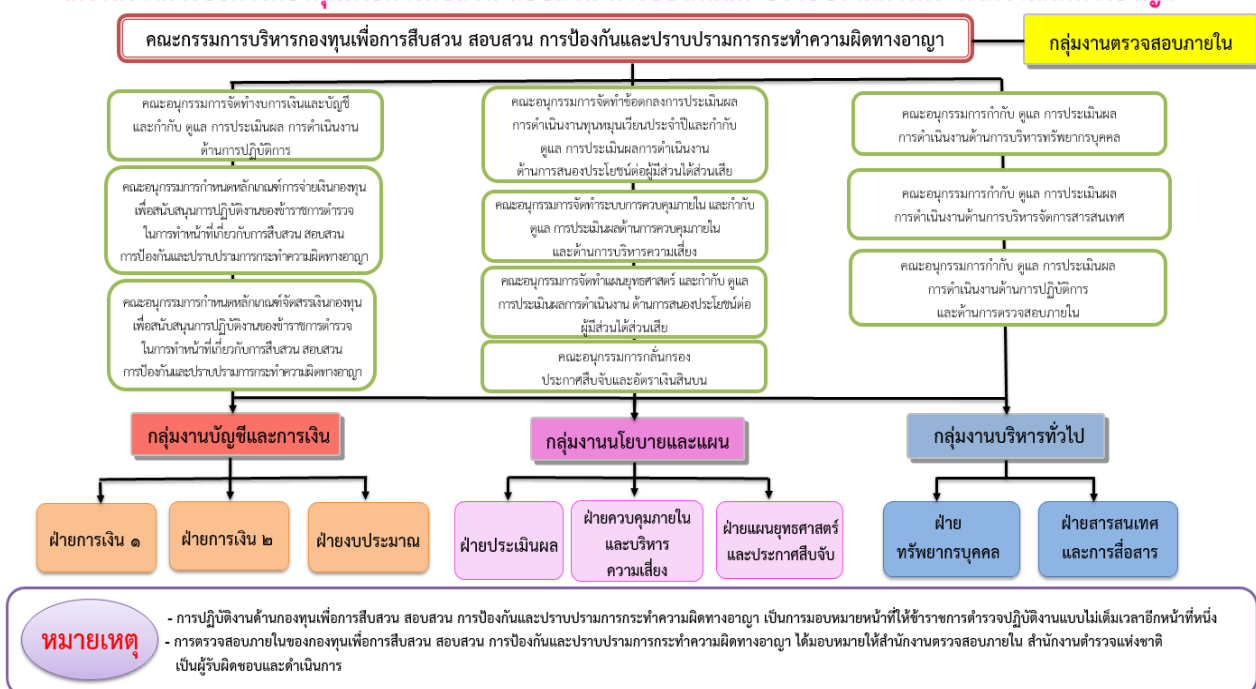 คณะกรรมการบริหารกองทุนเพื่อการสืบสวน สอบสวน การป้องกันและปราบปรามการกระทำความผิดทางอาญา
กลุ่มงานตรวจสอบภายใน
คณะอนุกรรมการจัดทำงบการเงินและบัญชี
และกำกับ ดูแล การประเมินผล การดำเนินงาน
ด้านการปฏิบัติการ
คณะอนุกรรมการกำหนดหลักเกณฑ์การจ่ายเงินกองทุน
เพื่อสนับสนุนการปฏิบัติงานของข้าราชการตำรวจ
ในการทำหน้าที่เกี่ยวกับการสืบสวน สอบสวน
การป้องกันและปราบปรามการกระทำความผิดทางอาญา
คณะอนุกรรมการกำหนดหลักเกณฑ์จัดสรรเงินกองทุน
เพื่อสนับสนุนการปฏิบัติงานของข้าราชการตำรวจ
ในการทำหน้าที่เกี่ยวกับการสืบสวน สอบสวน
การป้องกันและปราบปรามการกระทำความผิดทางอาญา
คณะอนุกรรมการจัดทำข้อตกลงการประเมินผล
การดำเนินงานทุนหมุนเวียนประจำปีและกำกับ
ดูแล การประเมินผลการดำเนินงาน
ด้านการสนองประโยชน์ต่อผู้มีส่วนได้ส่วนเสีย
คณะอนุกรรมการจัดทำระบบการควบคุมภายใน และกำกับ
ดูแล การประเมินผลด้านการควบคุมภายใน
และด้านการบริหารความเสี่ยง
คณะอนุกรรมการจัดทำแผนยุทธศาสตร์ และกำกับ ดูแล
การประเมินผลการดำเนินงาน ด้านการสนองประโยชน์ต่อ
ผู้มีส่วนได้ส่วนเสีย
คณะอนุกรรมการกลั่นกรอง
ประกาศสืบจับและอัตราเงินสินบน
คณะอนุกรรมการกำกับ ดูแล การประเมินผล
การดำเนินงานด้านการบริหารทรัพยากรบุคคล
คณะอนุกรรมการกำกับ ดูแล การประเมินผล
การดำเนินงานด้านการบริหารจัดการสารสนเทศ
คณะอนุกรรมการกำกับ ดูแล การประเมินผล
การดำเนินงานด้านการปฏิบัติการ
และด้านการตรวจสอบภายใน
กลุ่มงานบัญชีและการเงิน
กลุ่มงานนโยบายและแผน
กลุ่มงานบริหารทั่วไป
ฝ่ายการเงิน ๑
ฝ่ายการเงิน ๒
ฝ่ายงบประมาณ
ฝ่ายประเมินผล
ฝ่ายควบคุมภายใน
และบริหาร
ความเสี่ยง
ฝ่ายแผนยุทธศาสตร์
และประกาศสืบจับ
ฝ่าย
ทรัพยากรบุคคล
ฝ่ายสารสนเทศ
และการสื่อสาร
หมายเหตุ
- การปฏิบัติงานด้านกองทุนเพื่อการสืบสวน สอบสวน การป้องกันและปราบปรามการกระทำความผิดทางอาญา เป็นการมอบหมายหน้าที่ให้ข้าราชการตำรวจปฏิบัติงานแบบไม่เต็มเวลาอีกหน้าที่หนึ่ง
- การตรวจสอบภายในของกองทุนเพื่อการสืบสวน สอบสวน การป้องกันและปราบปรามการกระทำความผิดทางอาญา ได้มอบหมายให้สำนักงานตรวจสอบภายใน สำนักงานตำรวจแห่งชาติ
เป็นผู้รับผิดชอบและดำเนินการ